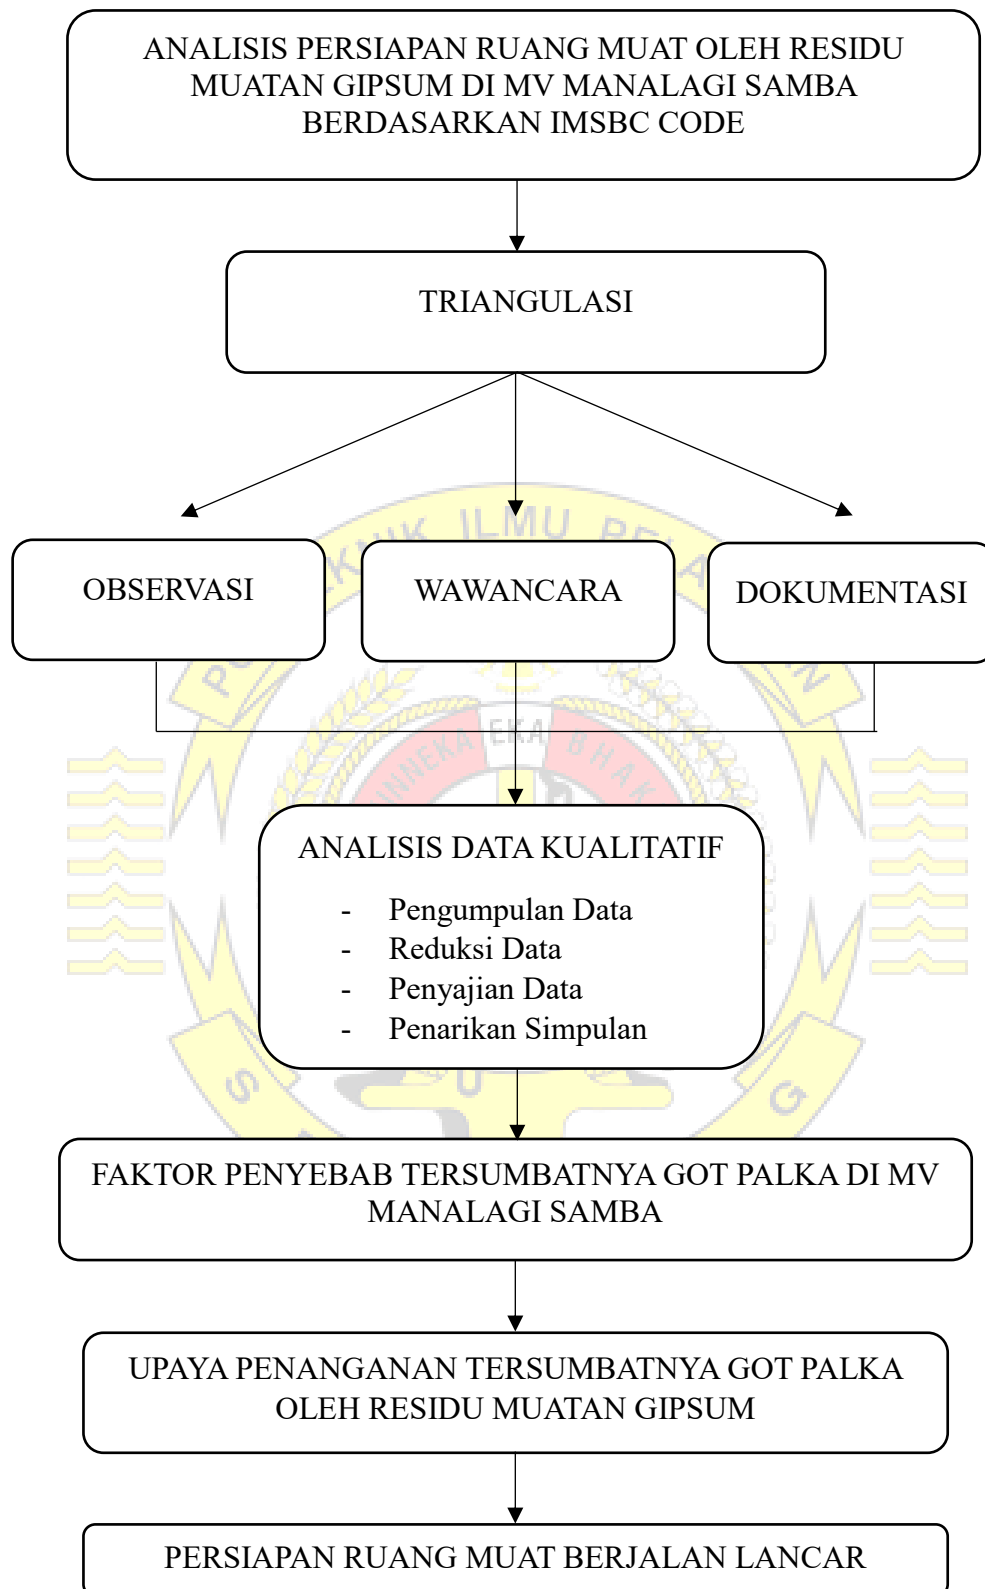 ANALISIS PERSIAPAN RUANG MUAT OLEH RESIDU
MUATAN GIPSUM DI MV MANALAGI SAMBA
BERDASARKAN IMSBC CODE
TRIANGULASI
OBSERVASI
WAWANCARA
DOKUMENTASI
ILMU
EKA
ANALISIS DATA KUALITATIF
- Pengumpulan Data
- Reduksi Data
- Penyajian Data
- Penarikan Simpulan
FAKTOR PENYEBAB TERSUMBATNYA GOT PALKA DI MV
MANALAGI SAMBA
UPAYA PENANGANAN TERSUMBATNYA GOT PALKA
OLEH RESIDU MUATAN GIPSUM
PERSIAPAN RUANG MUAT BERJALAN LANCAR